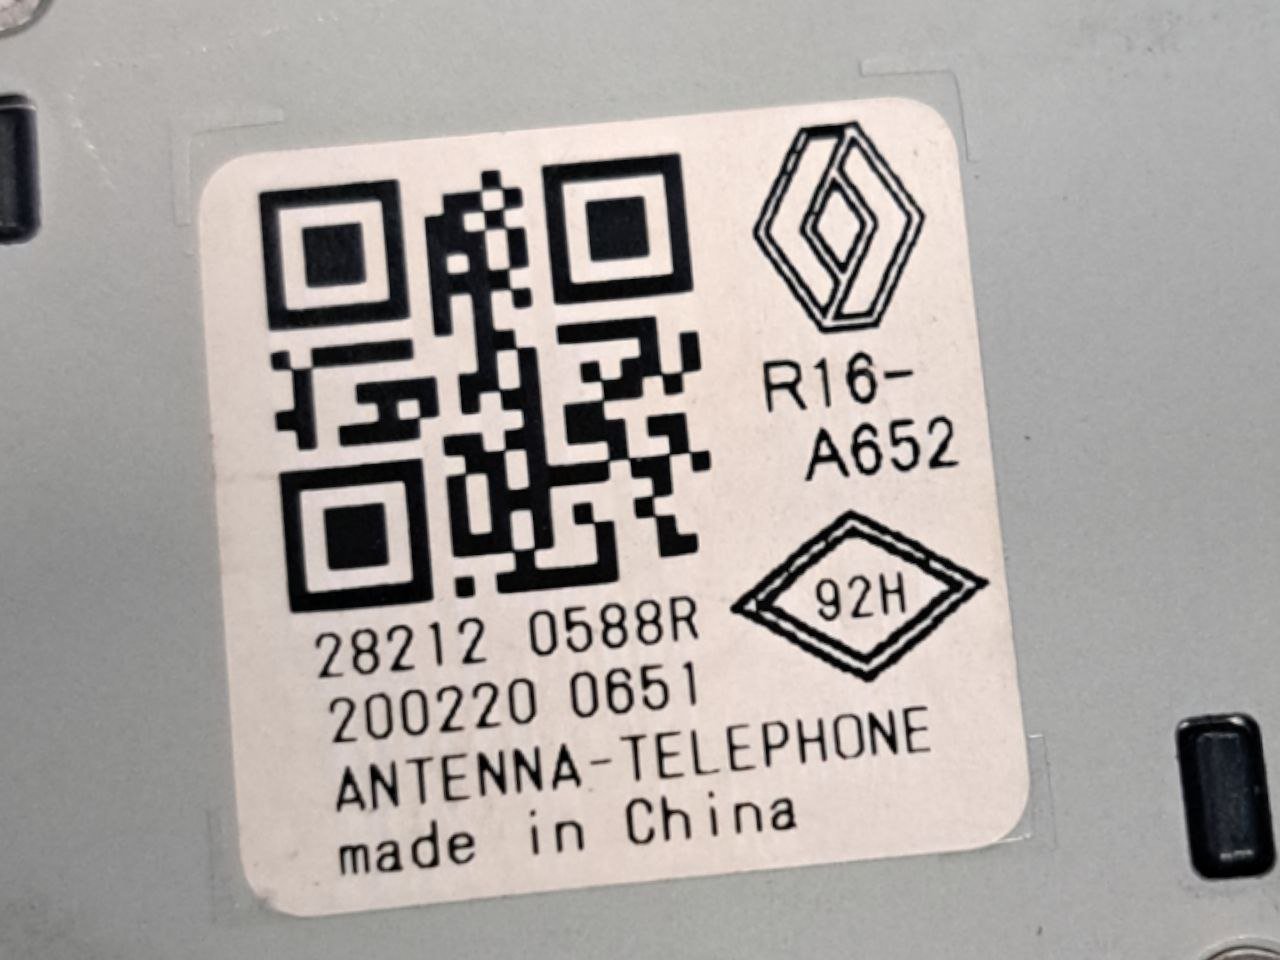 R16-
A652
92H
28212 0588R
200220 0651
ANTENNA-TELEPHONE
made in China